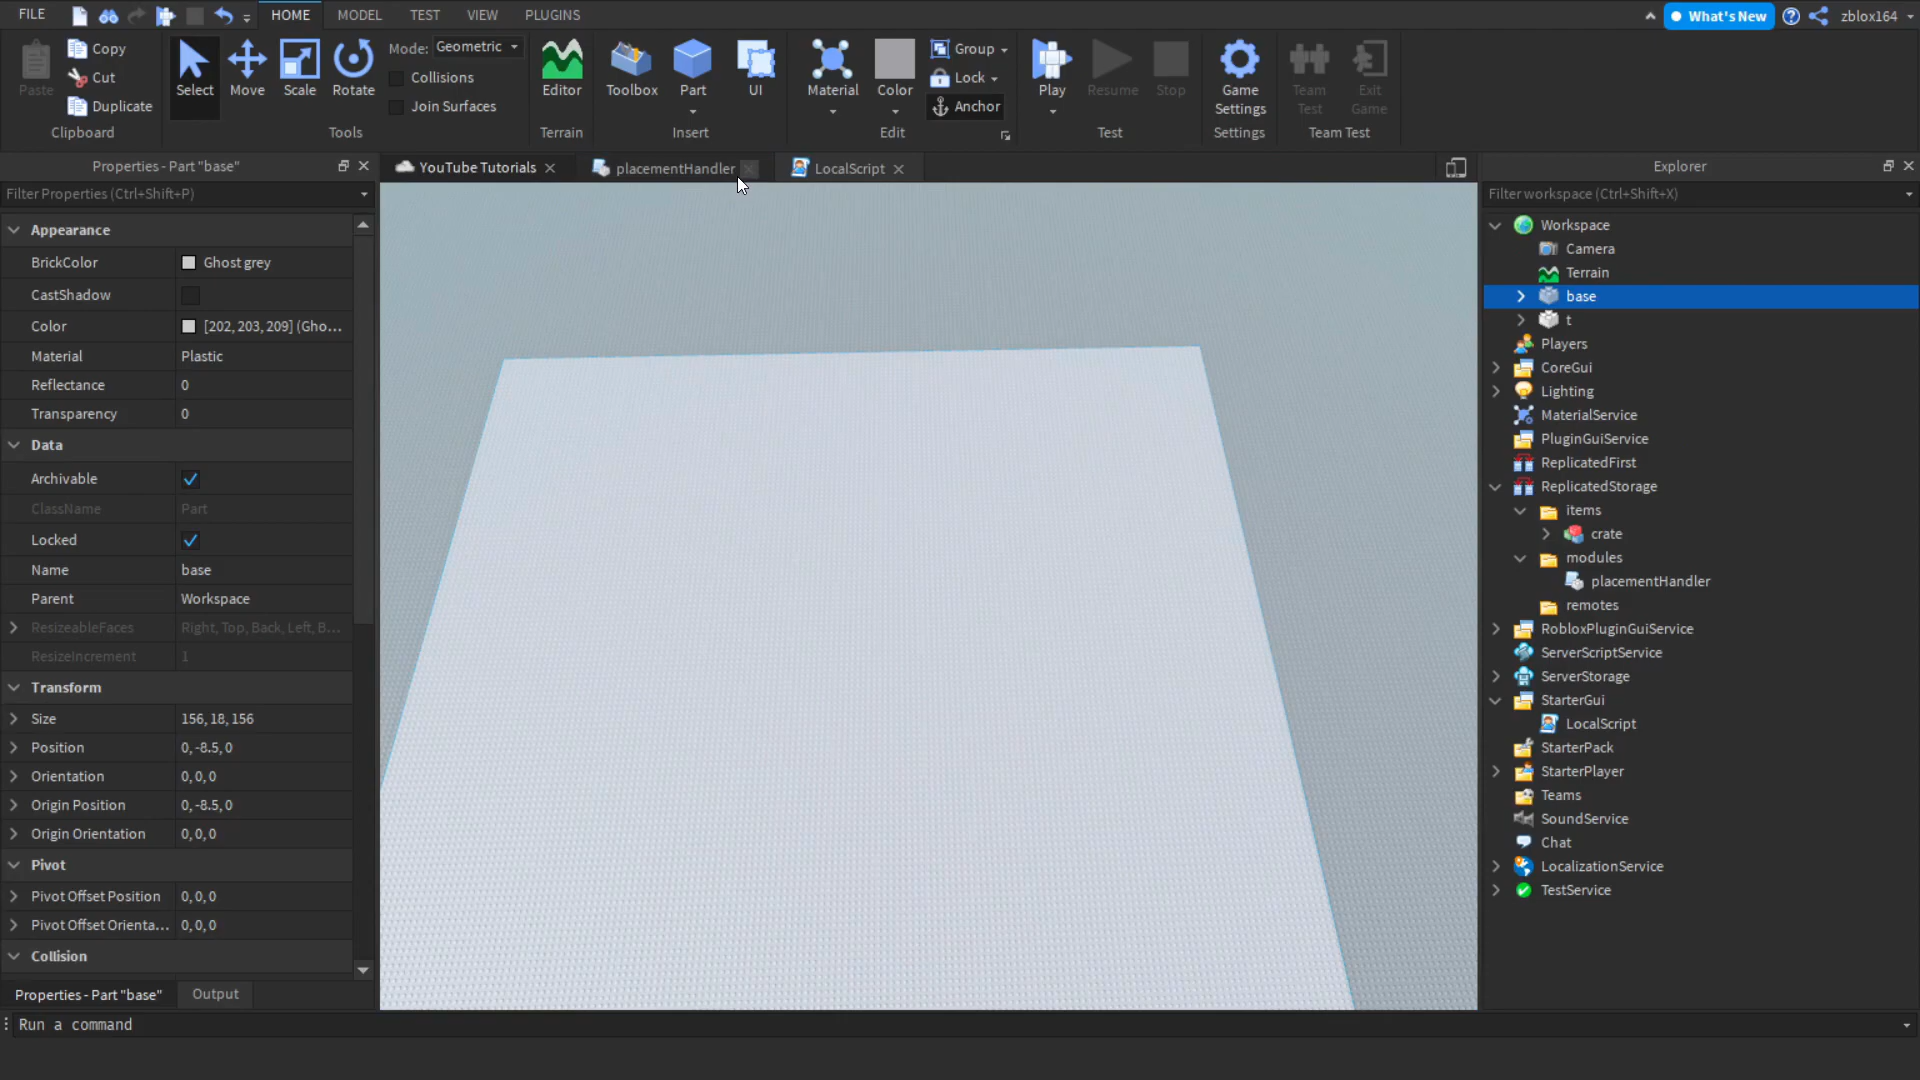 FILE
HOME MODEL TEST VIEW PLUGINS
What's New
zblox164
Paste
Copy
Cut
Duplicate
Clipboard
Select
Move
Scale
Rotate
Mode: Geometric
Collisions
Join Surfaces
Tools
Editor
Terrain
Toolbox
Part
UI
Insert
Material
Color
Group
Lock
Anchor
Edit
Play
Resume
Stop
Test
Game Settings
Settings
Team Test
Exit Game
Team Test
Properties - Part "base"
Filter Properties (Ctrl+Shift+P)
Appearance
BrickColor Ghost grey
CastShadow
Color [202, 203, 209] (Gho...
Material Plastic
Reflectance 0
Transparency 0
Data
Archivable
ClassName Part
Locked
Name base
Parent Workspace
ResizeableFaces Right, Top, Back, Left, B...
ResizeIncrement 1
Transform
Size 156, 18, 156
Position 0, -8.5, 0
Orientation 0, 0, 0
Origin Position 0, -8.5, 0
Origin Orientation 0, 0, 0
Pivot
Pivot Offset Position 0, 0, 0
Pivot Offset Orienta... 0, 0, 0
Collision
Properties - Part "base" Output
Run a command
YouTube Tutorials
placementHandler
LocalScript
Explorer
Filter workspace (Ctrl+Shift+X)
Workspace
Camera
Terrain
base
t
Players
CoreGui
Lighting
MaterialService
PluginGuiService
ReplicatedFirst
ReplicatedStorage
items
crate
modules
placementHandler
remotes
RobloxPluginGuiService
ServerScriptService
ServerStorage
StarterGui
LocalScript
StarterPack
StarterPlayer
Teams
SoundService
Chat
LocalizationService
TestService